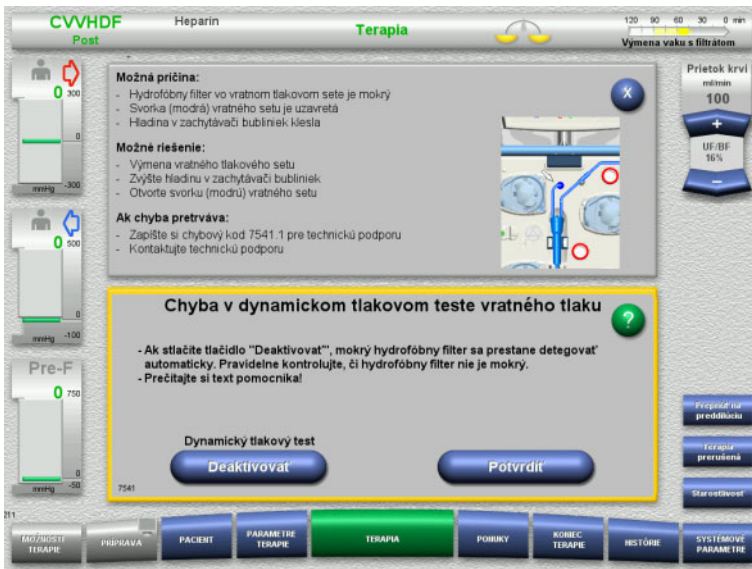 CVVHDF
Post
Heparin
Terapia
120 90 60 30 0 min
Výmena vaku s filtrátom
0
300
0
mmHg -300
0
500
0
mmHg -100
Pre-F
0
750
0
mmHg -50
Možná príčina:
- Hydrofóbny filter vo vratnom tlakovom sete je mokrý
- Svorka (modrá) vratného setu je uzavretá
- Hladina v zachytávači bubliniek klesla
Možné riešenie:
- Výmena vratného tlakového setu
- Zvýšte hladinu v zachytávači bubliniek
- Otvorte svorku (modrú) vratného setu
Ak chyba pretrváva:
- Zapíšte si chybový kod 7541.1 pre technickú podporu
- Kontaktujte technickú podporu
X
Prietok krvi
ml/min
100
+
UF/BF
16%
–
Chyba v dynamickom tlakovom teste vratného tlaku
?
- Ak stlačíte tlačidlo "Deaktivovať", mokrý hydrofóbny filter sa prestane detegovať
automaticky. Pravidelne kontrolujte, či hydrofóbny filter nie je mokrý.
- Prečítajte si text pomocníka!
Dynamický tlakový test
Deaktivovať
Potvrdiť
7541
Prepnúť na
preddilúciu
Terapia
prerušená
Starostlivosť
211
MOŽNOSTI
TERAPIE
PRÍPRAVA
PACIENT
PARAMETRE
TERAPIE
TERAPIA
PONUKY
KONIEC
TERAPIE
HISTÓRIE
SYSTÉMOVÉ
PARAMETRE